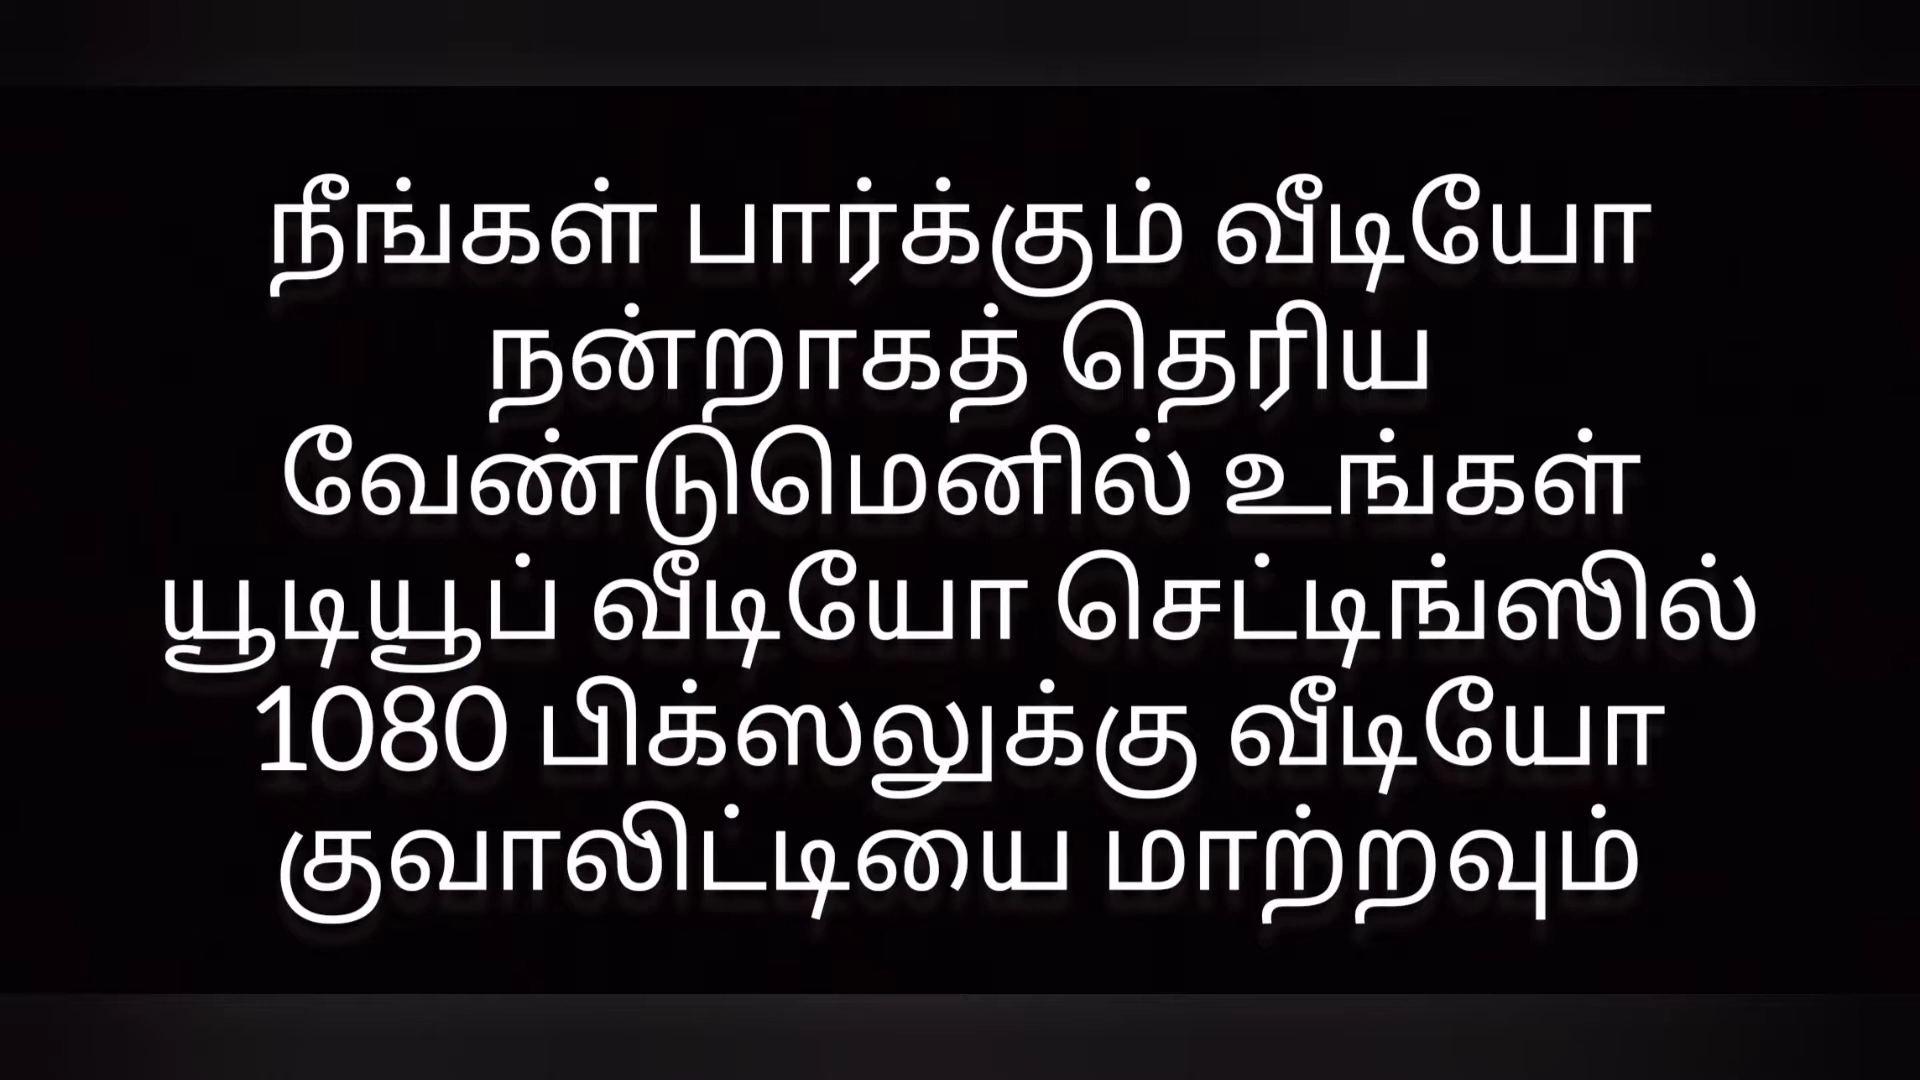 நீங்கள் பார்க்கும் வீடியோ
நன்றாகத் தெரிய
வேண்டுமெனில் உங்கள்
யூடியூப் வீடியோ செட்டிங்ஸில்
1080 பிக்ஸலுக்கு வீடியோ
குவாலிட்டியை மாற்றவும்